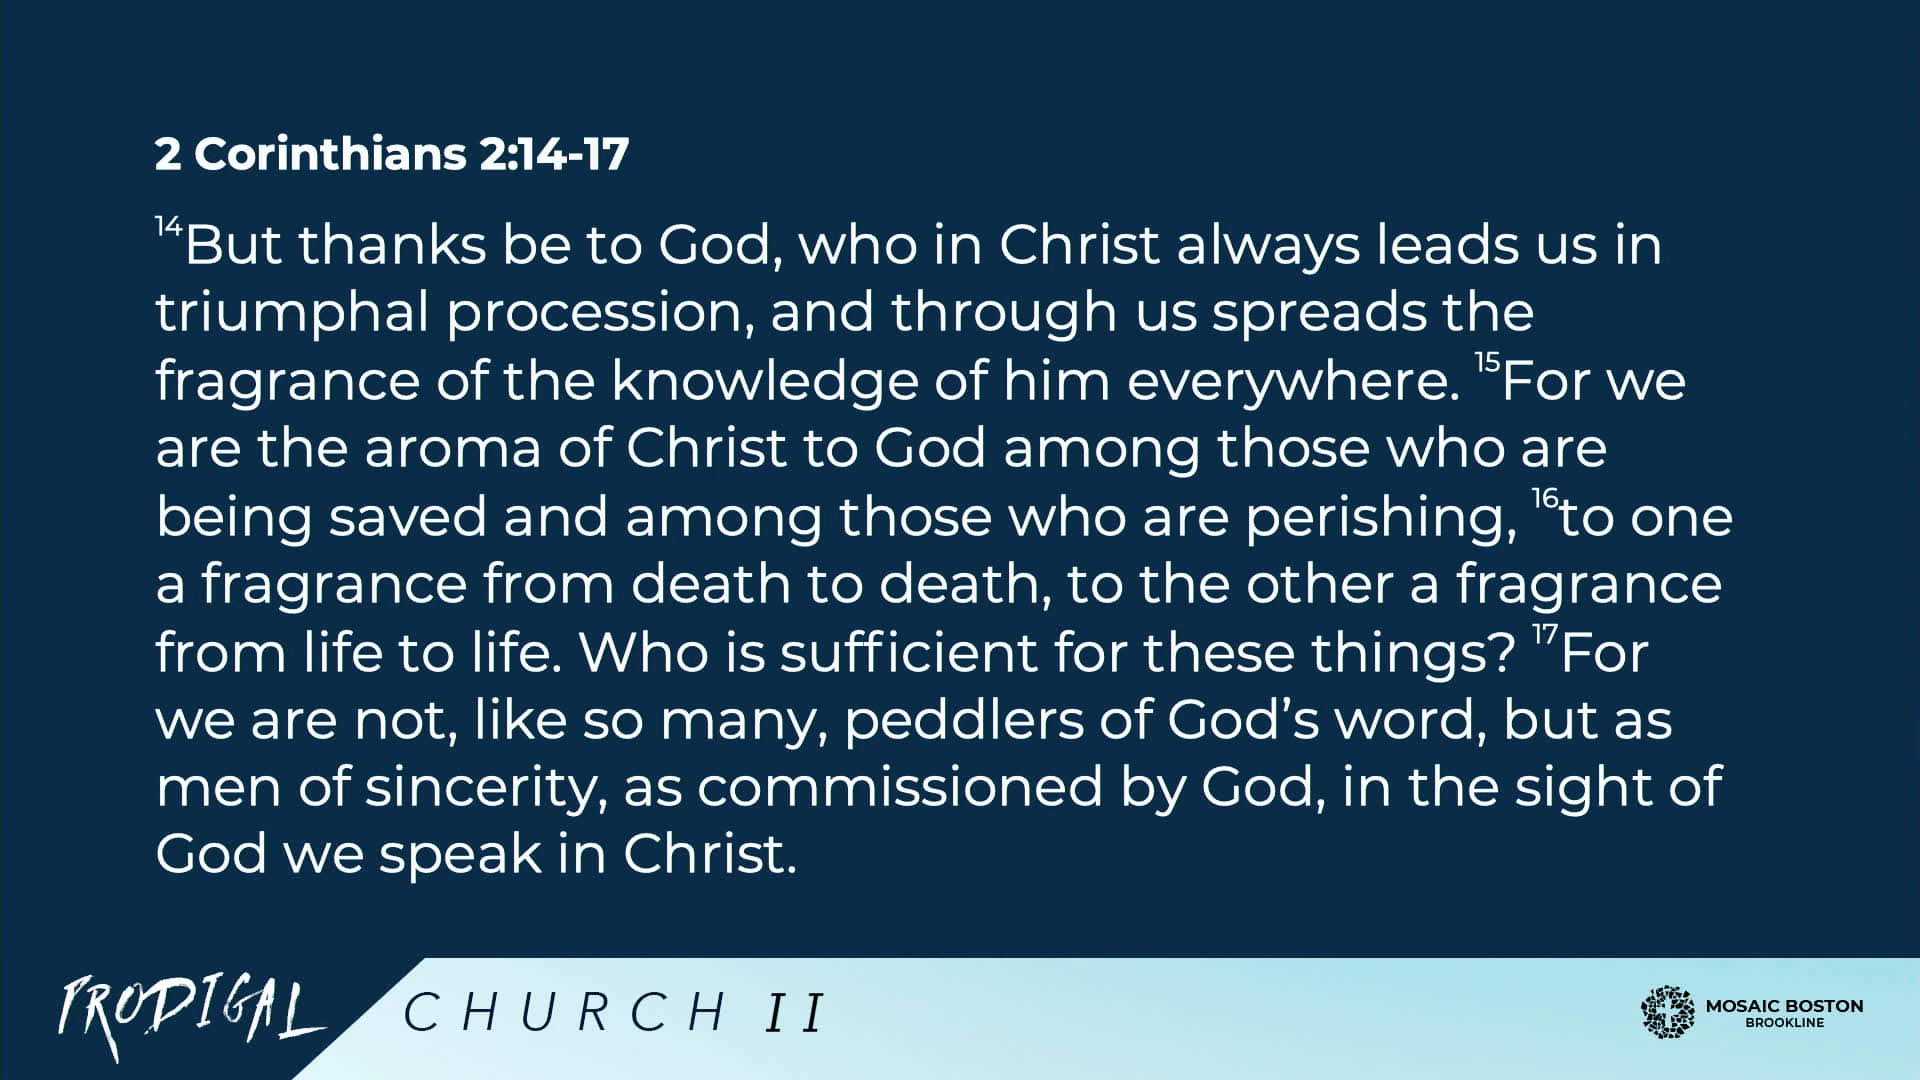 2 Corinthians 2:14-17
14But thanks be to God, who in Christ always leads us in
triumphal procession, and through us spreads the
fragrance of the knowledge of him everywhere. 15For we
are the aroma of Christ to God among those who are
being saved and among those who are perishing, 16to one
a fragrance from death to death, to the other a fragrance
from life to life. Who is sufficient for these things? 17For
we are not, like so many, peddlers of God’s word, but as
men of sincerity, as commissioned by God, in the sight of
God we speak in Christ.
PRODIGAL CHURCH II
MOSAIC BOSTON
BROOKLINE